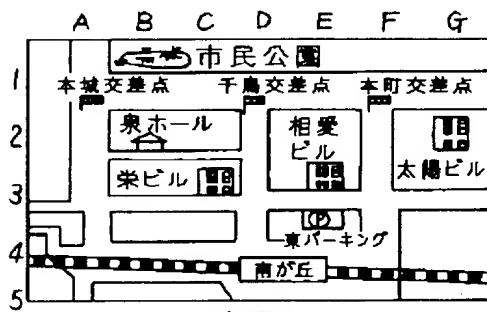 A B C D E F G
1
市民公園
本城交差点 千鳥交差点 本町交差点
2
泉ホール
相愛
ビル
栄ビル
太陽ビル
3
P
東パーキング
4
南が丘
5